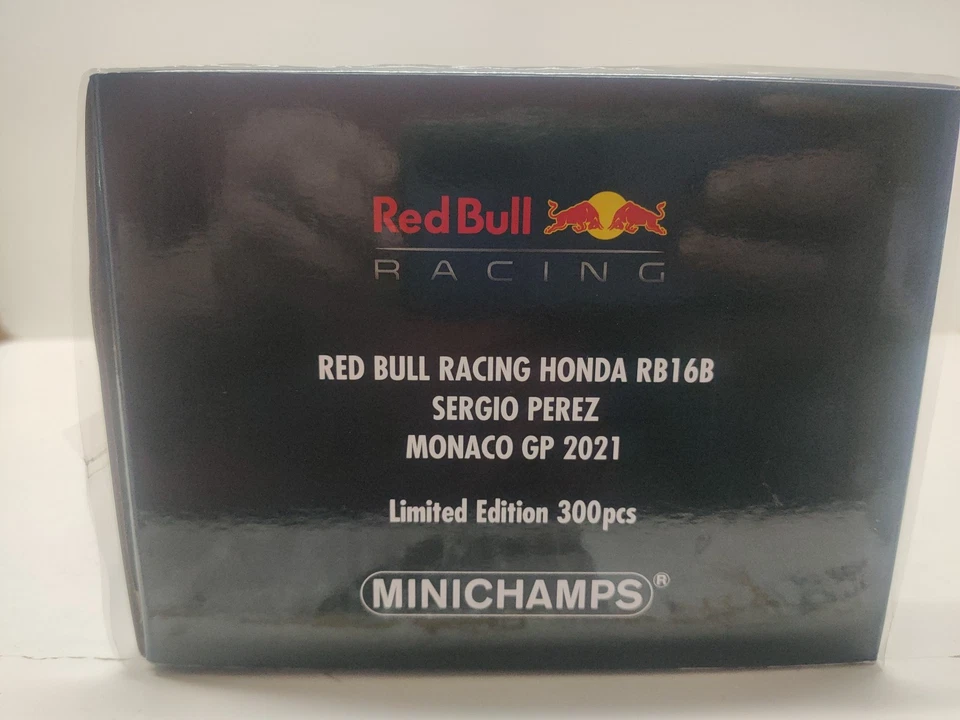 Red Bull
RACING
RED BULL RACING HONDA RB16B
SERGIO PEREZ
MONACO GP 2021
Limited Edition 300pcs
MINICHAMPS®